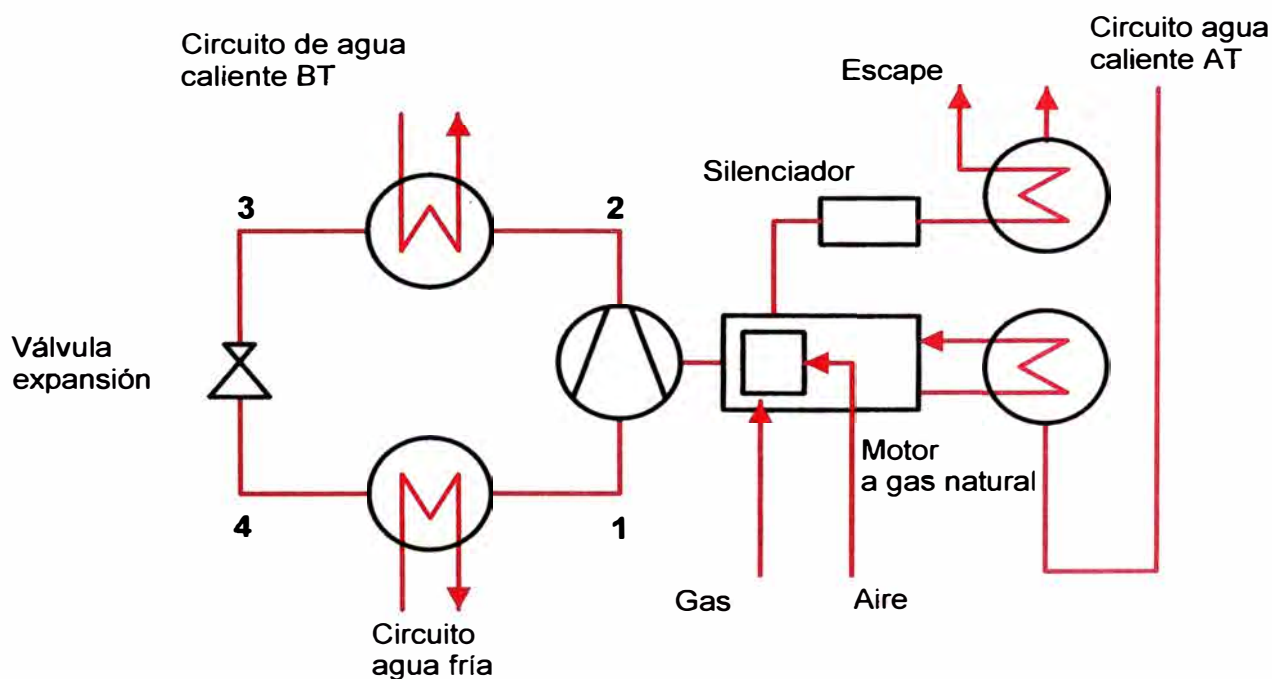 Circuito de agua
caliente BT
Circuito agua
caliente AT
Escape
Silenciador
3
2
Válvula
expansión
Motor
a gas natural
4
1
Gas
Aire
Circuito
agua fría